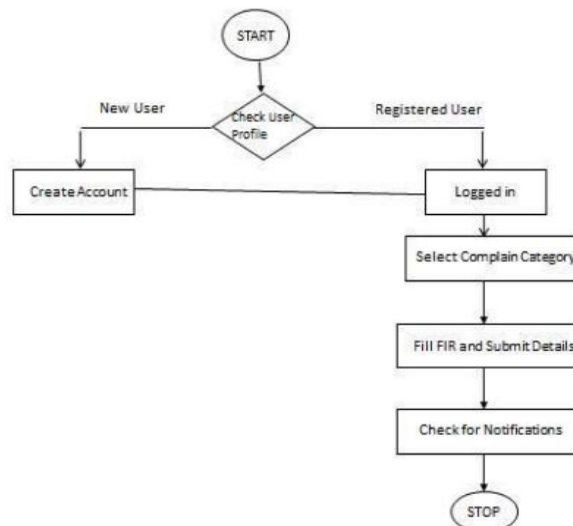 START
New User
Registered User
Check User
Profile
Create Account
Logged in
Select Complain Category
Fill FIR and Submit Details
Check for Notifications
STOP